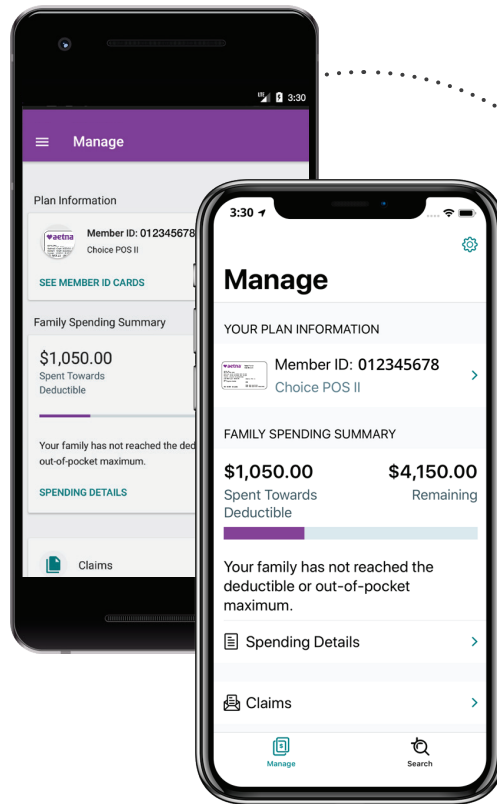 3:30
Manage
Plan Information
aetna
Member ID: 012345678
Choice POS II
SEE MEMBER ID CARDS
Family Spending Summary
$1,050.00
Spent Towards
Deductible
Your family has not reached the ded
out-of-pocket maximum.
SPENDING DETAILS
Claims
3:30
Manage
YOUR PLAN INFORMATION
aetna
Member ID: 012345678
Choice POS II
FAMILY SPENDING SUMMARY
$1,050.00 $4,150.00
Spent Towards Remaining
Deductible
Your family has not reached the
deductible or out-of-pocket
maximum.
Spending Details
Claims
Manage Search